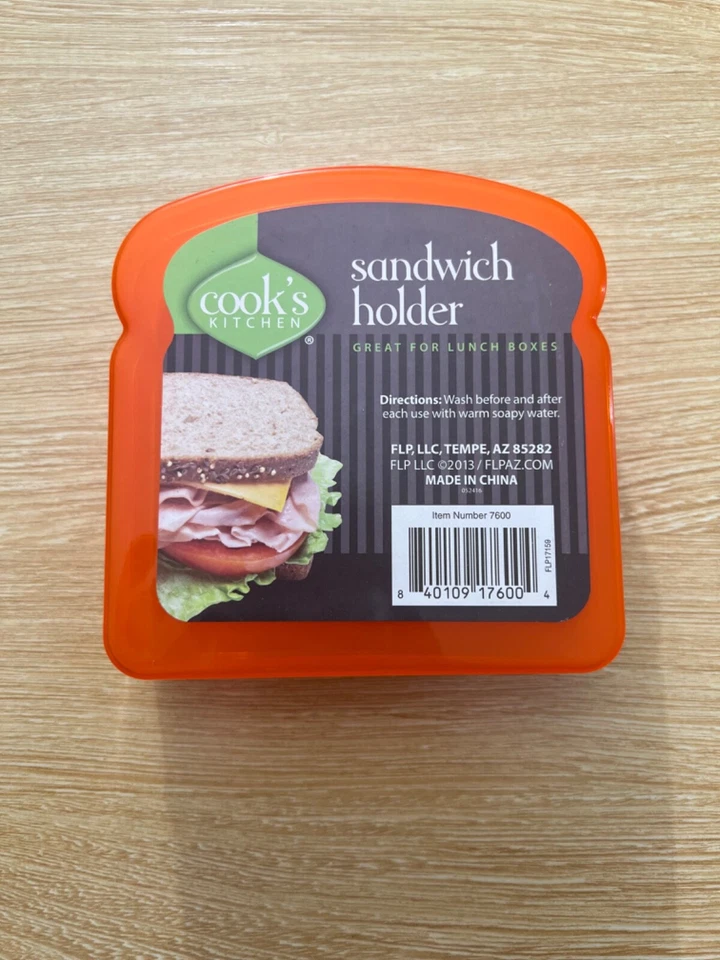 cook's
KITCHEN
®
sandwich
holder
GREAT FOR LUNCH BOXES
Directions: Wash before and after
each use with warm soapy water.
FLP, LLC, TEMPE, AZ 85282
FLP LLC ©2013 / FLPAZ.COM
MADE IN CHINA
052416
Item Number 7600
8 40109 17600 4
FLP17159